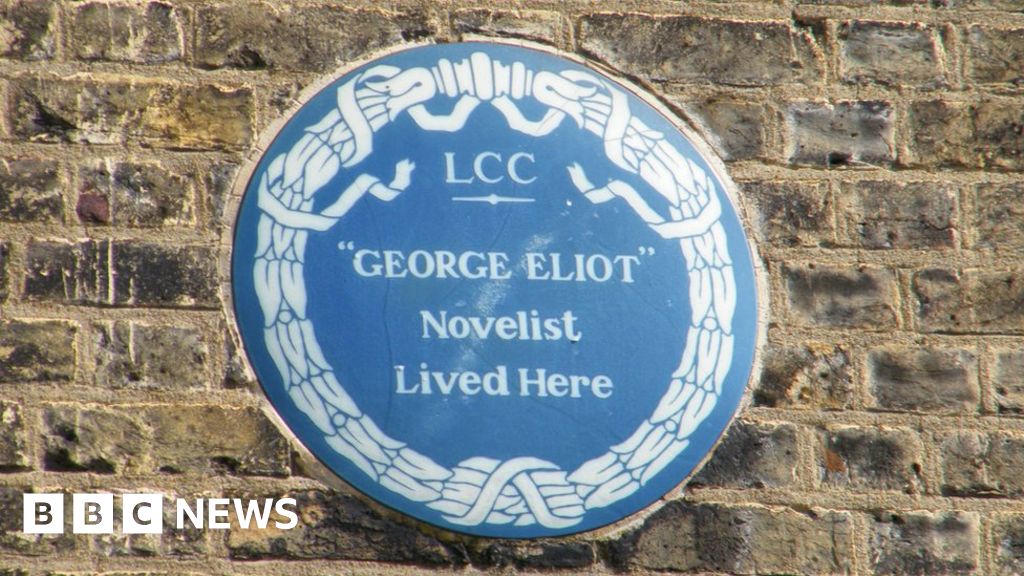 LCC
"GEORGE ELIOT"
Novelist
Lived Here
BBC NEWS